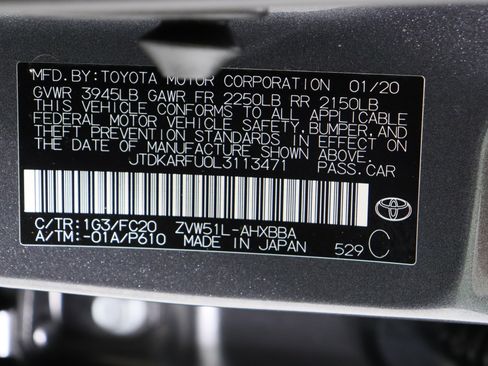 MFD.BY:TOYOTA MOTOR CORPORATION 01/20
GVWR 3945LB GAWR FR 2250LB RR 2150LB
THIS VEHICLE CONFORMS TO ALL APPLICABLE
FEDERAL MOTOR VEHICLE SAFETY,BUMPER,AND
THEFT PREVENTION STANDARDS IN EFFECT ON
THE DATE OF MANUFACTURE SHOWN ABOVE.
JTDKARFU0L3113471 PASS.CAR
C/TR:1G3/FC20 ZVW51L-AHXBBA
A/TM:-01A/P610 MADE IN JAPAN 529 C